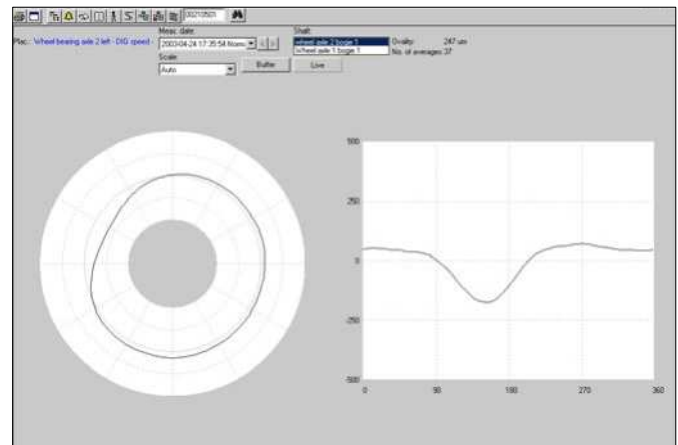 Meas. date: Shaft:
Plac.: Wheel bearing axle 2 left - DIG speed - 2003-04-24 17:35:54 wheel axle 2 bogie 1 Ovality: 247 um
Wheel axle 1 bogie 1 No. of averages: 37
Scale:
Auto Buffer Live
500
250
0
-250
-500
0 90 180 270 360